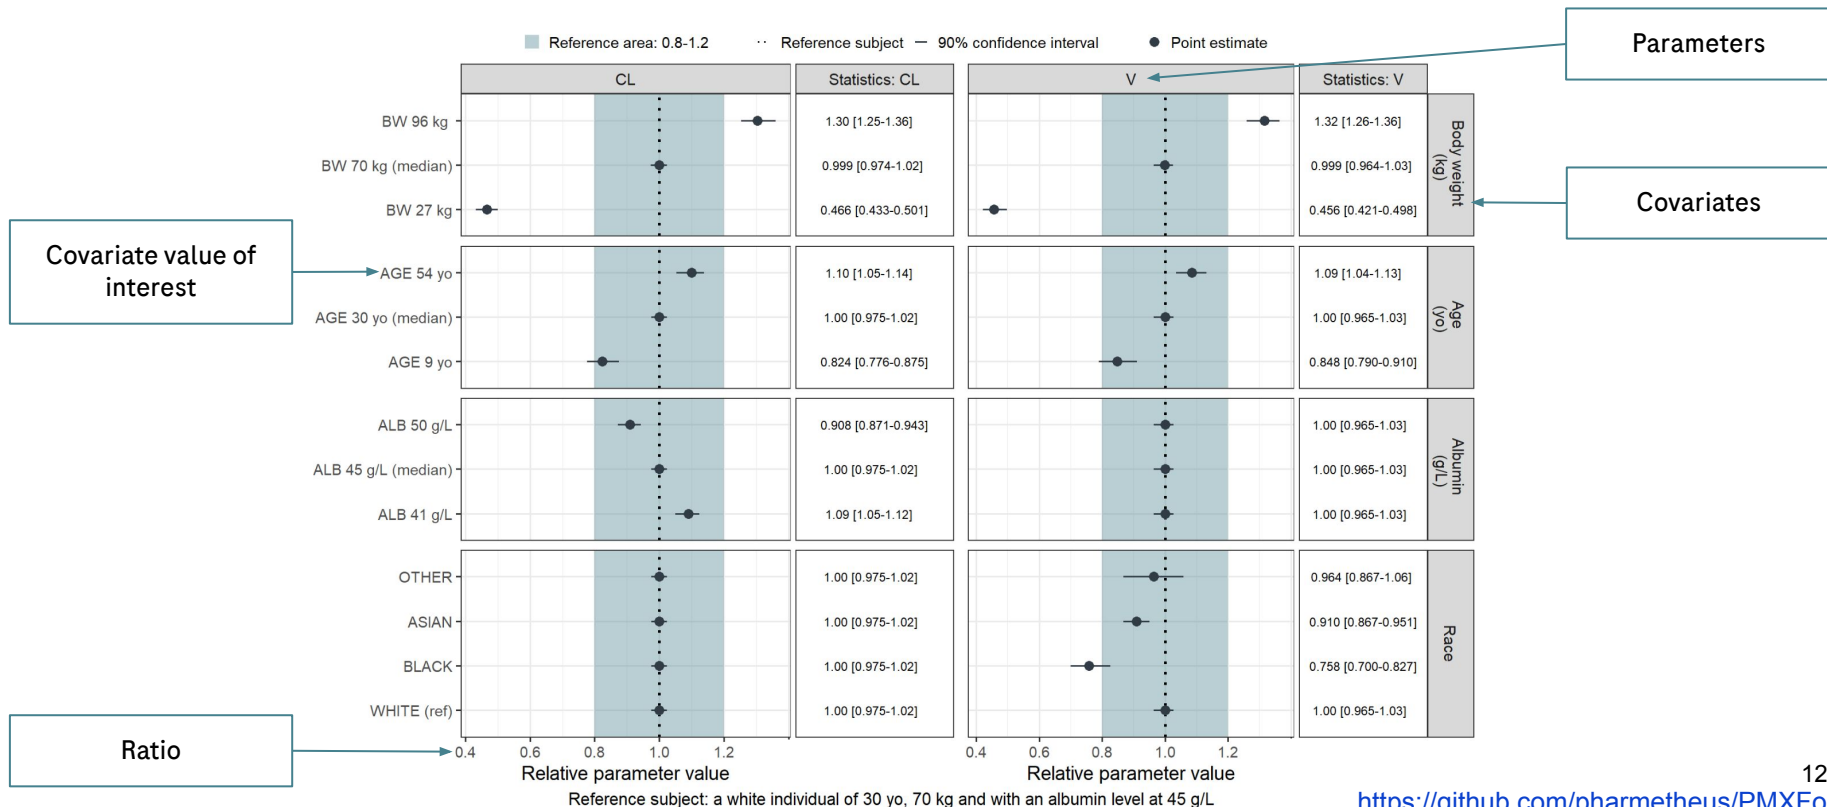 Reference area: 0.8-1.2 Reference subject 90% confidence interval Point estimate
Parameters
CL Statistics: CL V Statistics: V
BW 96 kg 1.30 [1.25-1.36] 1.32 [1.26-1.36]
BW 70 kg (median) 0.999 [0.974-1.02] 0.999 [0.964-1.03]
BW 27 kg 0.466 [0.433-0.501] 0.456 [0.421-0.498]
Body weight
(kg)
Covariates
Covariate value of
interest
AGE 54 yo 1.10 [1.05-1.14] 1.09 [1.04-1.13]
AGE 30 yo (median) 1.00 [0.975-1.02] 1.00 [0.965-1.03]
AGE 9 yo 0.824 [0.776-0.875] 0.848 [0.790-0.910]
Age
(yo)
ALB 50 g/L 0.908 [0.871-0.943] 1.00 [0.965-1.03]
ALB 45 g/L (median) 1.00 [0.975-1.02] 1.00 [0.965-1.03]
ALB 41 g/L 1.09 [1.05-1.12] 1.00 [0.965-1.03]
Albumin
(g/L)
OTHER 1.00 [0.975-1.02] 0.964 [0.867-1.06]
ASIAN 1.00 [0.975-1.02] 0.910 [0.867-0.951]
BLACK 1.00 [0.975-1.02] 0.758 [0.700-0.827]
WHITE (ref) 1.00 [0.975-1.02] 1.00 [0.965-1.03]
Race
Ratio
0.4 0.6 0.8 1.0 1.2 0.4 0.6 0.8 1.0 1.2
Relative parameter value Relative parameter value
Reference subject: a white individual of 30 yo, 70 kg and with an albumin level at 45 g/L
12
https://github.com/pharmetheus/PMXFo